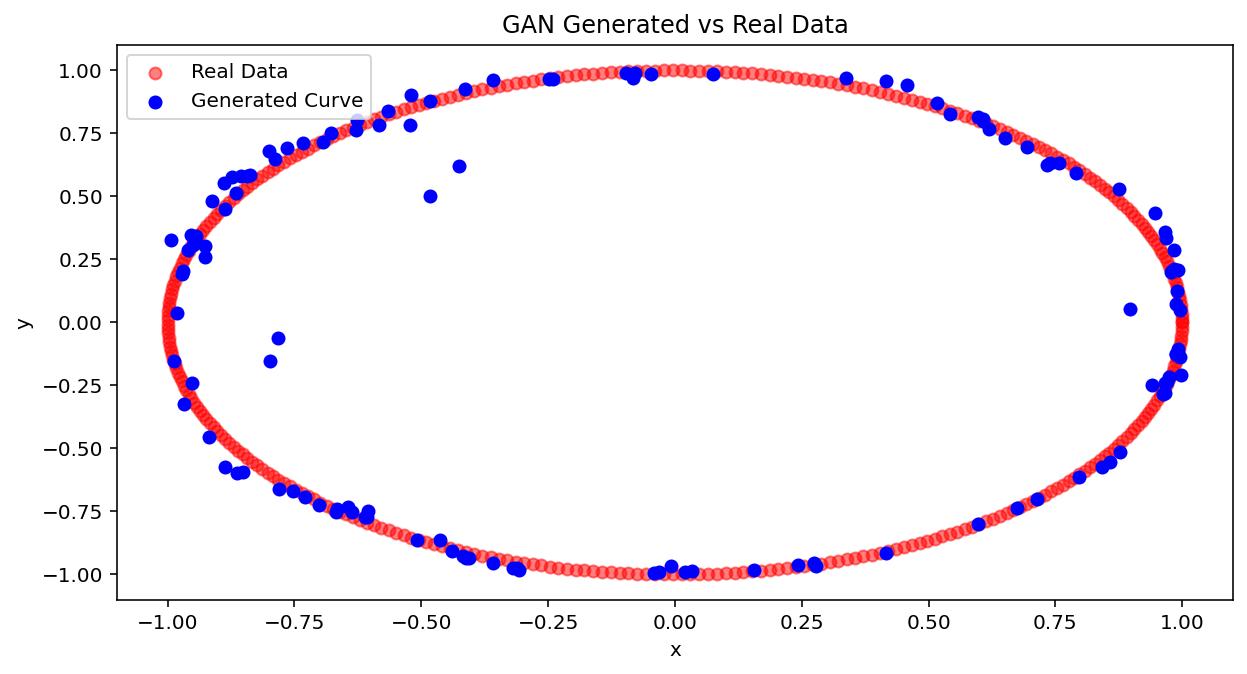 GAN Generated vs Real Data
Real Data
Generated Curve
1.00
0.75
0.50
0.25
0.00
−0.25
−0.50
−0.75
−1.00
y
−1.00 −0.75 −0.50 −0.25 0.00 0.25 0.50 0.75 1.00
x